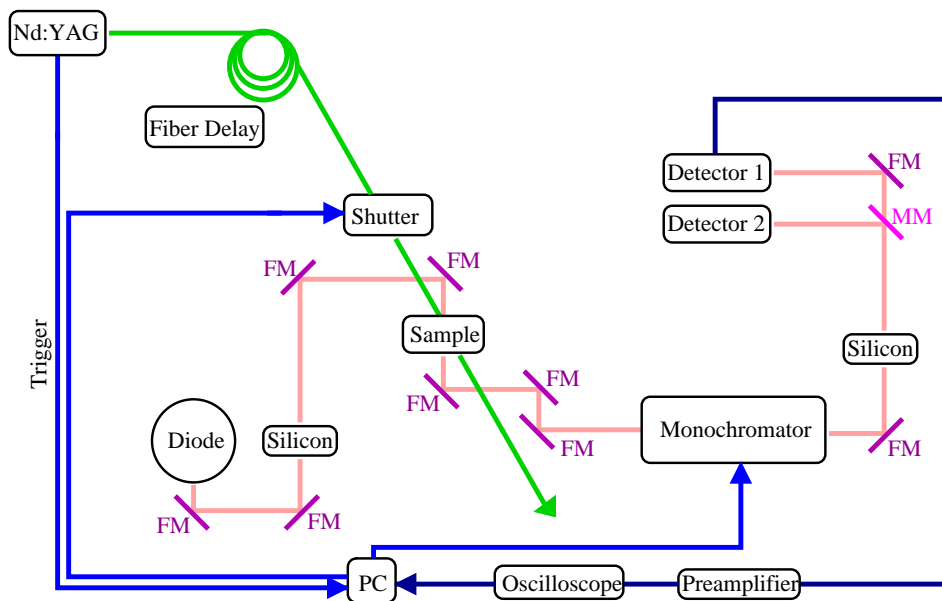 Nd:YAG
Fiber Delay
Detector 1
FM
Shutter
Detector 2
MM
FM
FM
Trigger
Sample
Silicon
FM
FM
Diode
Silicon
FM
Monochromator
FM
FM
FM
PC
Oscilloscope
Preamplifier